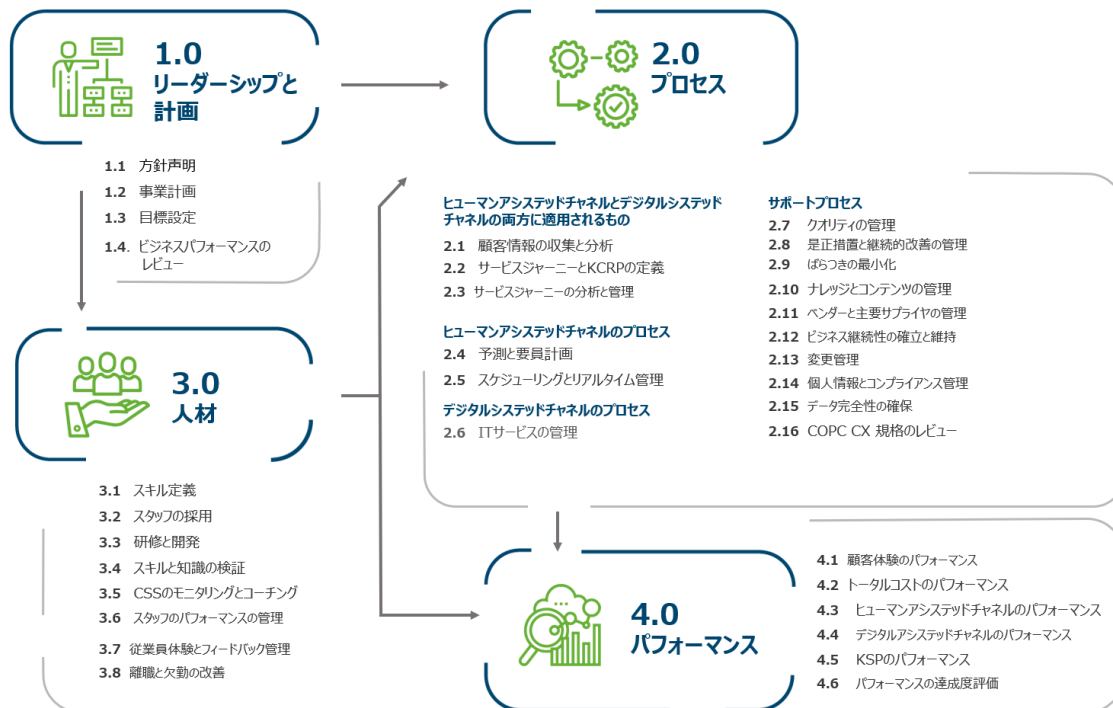 1.0
リーダーシップと
計画
1.1 方針声明
1.2 事業計画
1.3 目標設定
1.4. ビジネスパフォーマンスの
レビュー
2.0
プロセス
ヒューマンアシステッドチャネルとデジタルシステッド
チャネルの両方に適用されるもの
2.1 顧客情報の収集と分析
2.2 サービスジャーニーとKCRPの定義
2.3 サービスジャーニーの分析と管理
ヒューマンアシステッドチャネルのプロセス
2.4 予測と要員計画
2.5 スケジューリングとリアルタイム管理
デジタルシステッドチャネルのプロセス
2.6 ITサービスの管理
サポートプロセス
2.7 クオリティの管理
2.8 是正措置と継続的改善の管理
2.9 ばらつきの最小化
2.10 ナレッジとコンテンツの管理
2.11 ベンダーと主要サプライヤの管理
2.12 ビジネス継続性の確立と維持
2.13 変更管理
2.14 個人情報とコンプライアンス管理
2.15 データ完全性の確保
2.16 COPC CX 規格のレビュー
3.0
人材
3.1 スキル定義
3.2 スタッフの採用
3.3 研修と開発
3.4 スキルと知識の検証
3.5 CSSのモニタリングとコーチング
3.6 スタッフのパフォーマンスの管理
3.7 従業員体験とフィードバック管理
3.8 離職と欠勤の改善
4.0
パフォーマンス
4.1 顧客体験のパフォーマンス
4.2 トータルコストのパフォーマンス
4.3 ヒューマンアシステッドチャネルのパフォーマンス
4.4 デジタルアシステッドチャネルのパフォーマンス
4.5 KSPのパフォーマンス
4.6 パフォーマンスの達成度評価